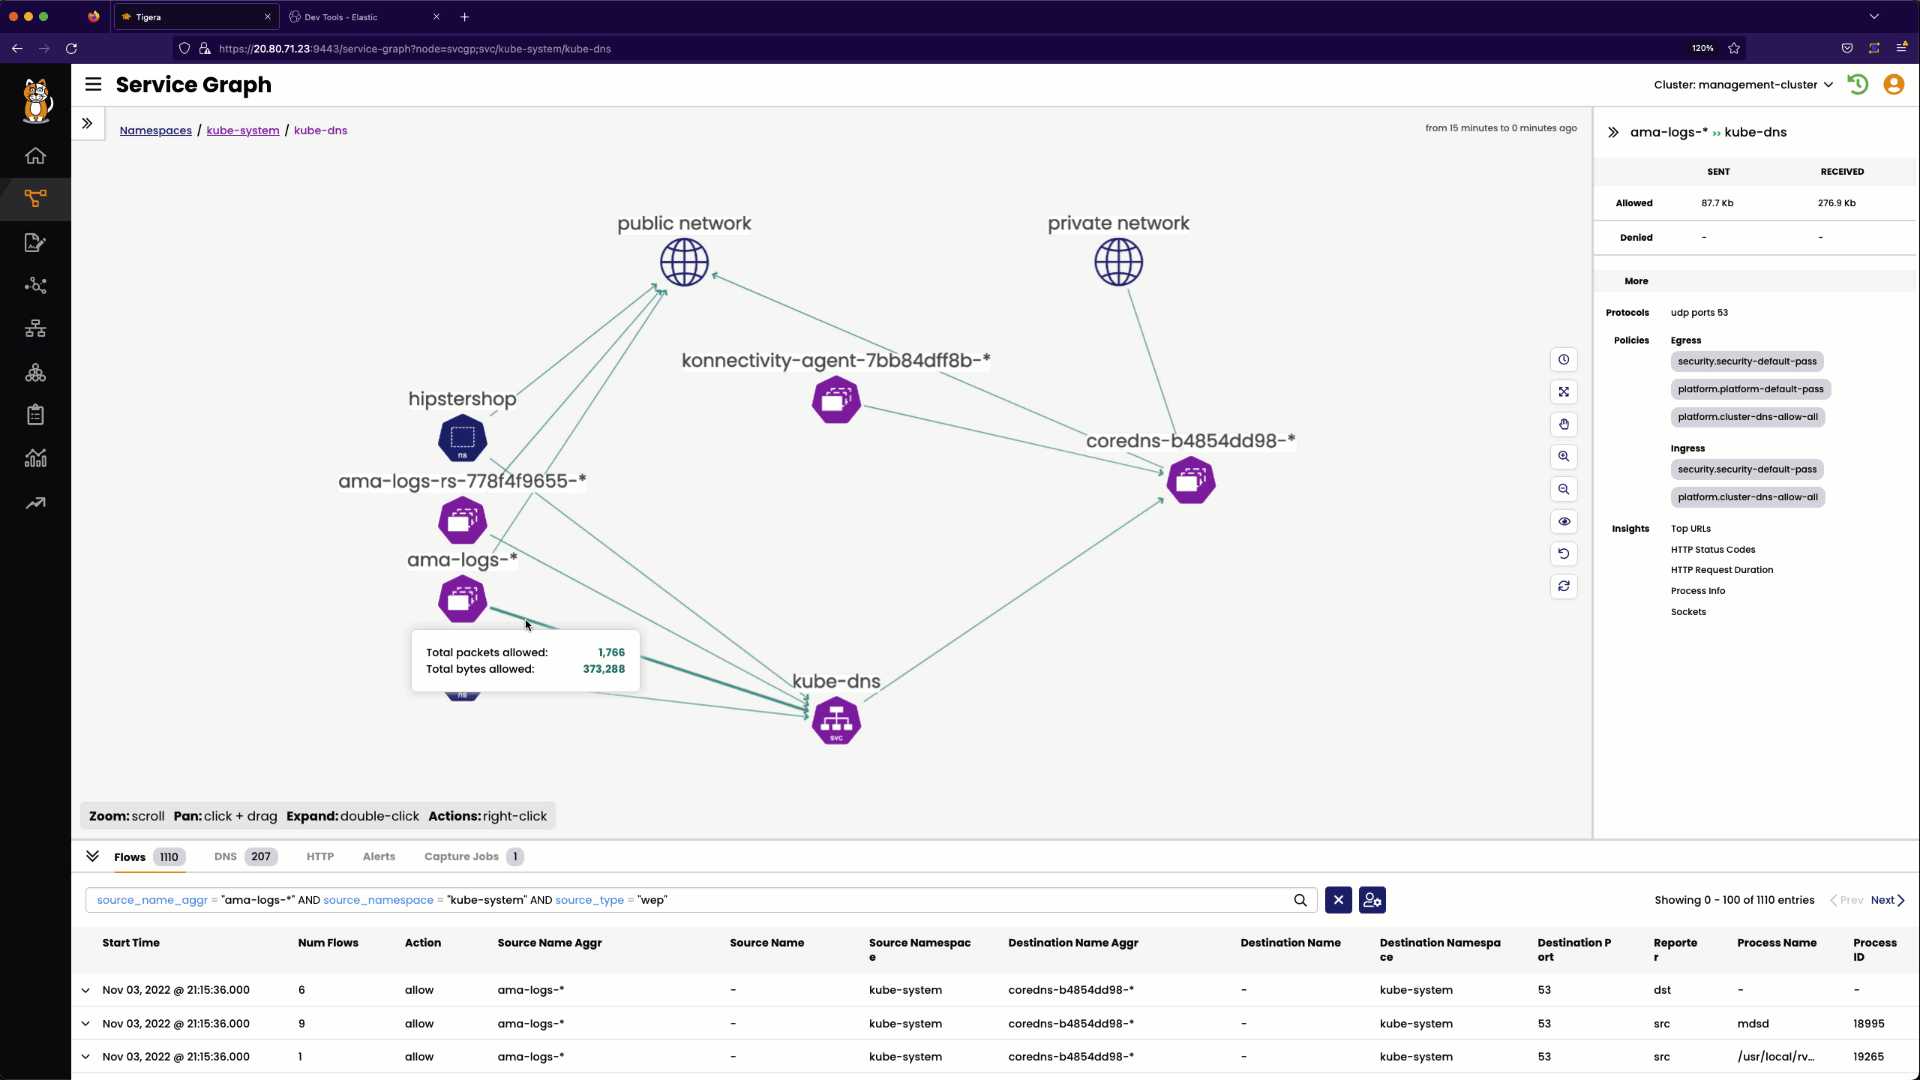 Tigera
Dev Tools - Elastic
https://20.80.71.23:9443/service-graph?node=svcgp;svc/kube-system/kube-dns
120%
Service Graph
Cluster: management-cluster
Namespaces / kube-system / kube-dns
from 15 minutes to 0 minutes ago
public network
private network
konnectivity-agent-7bb84dff8b-*
hipstershop
ns
coredns-b4854dd98-*
ama-logs-rs-778f4f9655-*
ama-logs-*
Total packets allowed: 1,766
Total bytes allowed: 373,288
ns
kube-dns
svc
Zoom: scroll Pan: click + drag Expand: double-click Actions: right-click
ama-logs-* ›› kube-dns
SENT RECEIVED
Allowed 87.7 Kb 276.9 Kb
Denied - -
More
Protocols udp ports 53
Policies Egress
security.security-default-pass
platform.platform-default-pass
platform.cluster-dns-allow-all
Ingress
security.security-default-pass
platform.cluster-dns-allow-all
Insights Top URLs
HTTP Status Codes
HTTP Request Duration
Process Info
Sockets
Flows 1110 DNS 207 HTTP Alerts Capture Jobs 1
source_name_aggr = "ama-logs-*" AND source_namespace = "kube-system" AND source_type = "wep"
Showing 0 - 100 of 1110 entries Prev Next
Start Time Num Flows Action Source Name Aggr Source Name Source Namespac Destination Name Aggr Destination Name Destination Namespa Destination P Reporte Process Name Process
e ce ort r ID
Nov 03, 2022 @ 21:15:36.000 6 allow ama-logs-* - kube-system coredns-b4854dd98-* - kube-system 53 dst - -
Nov 03, 2022 @ 21:15:36.000 9 allow ama-logs-* - kube-system coredns-b4854dd98-* - kube-system 53 src mdsd 18995
Nov 03, 2022 @ 21:15:36.000 1 allow ama-logs-* - kube-system coredns-b4854dd98-* - kube-system 53 src /usr/local/rv... 19265